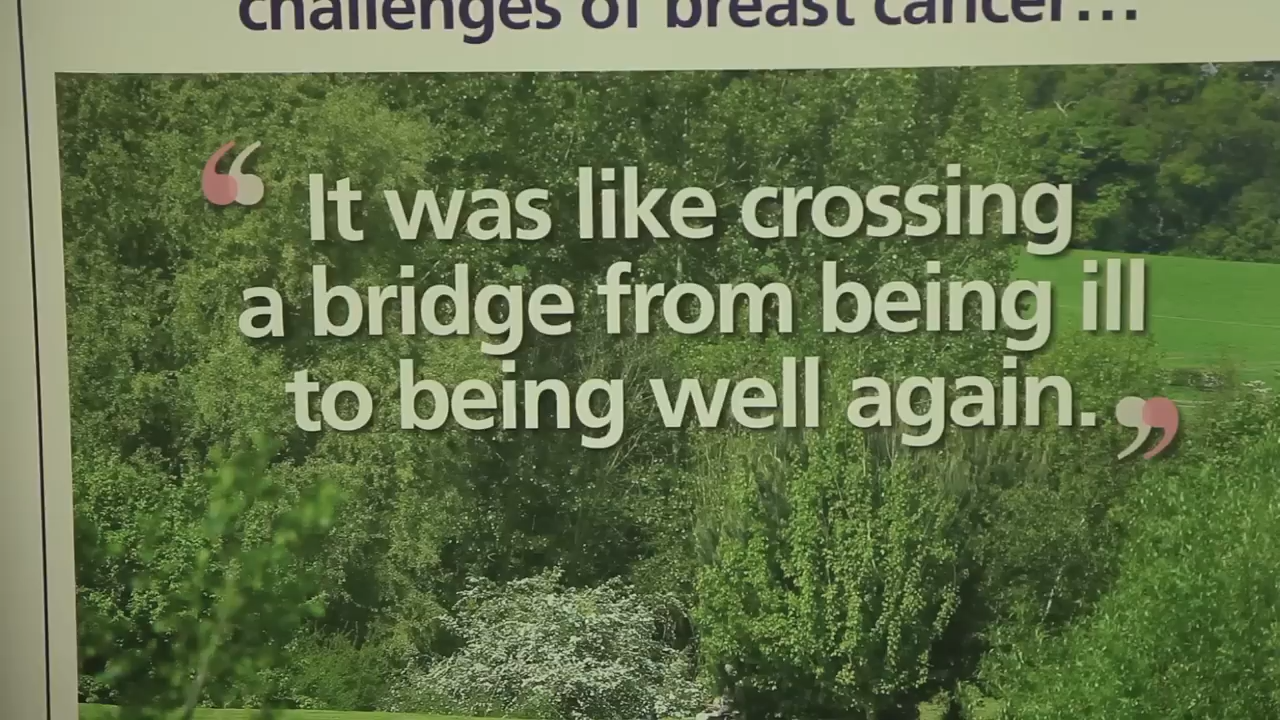 challenges of breast cancer...
“It was like crossing
a bridge from being ill
to being well again.”